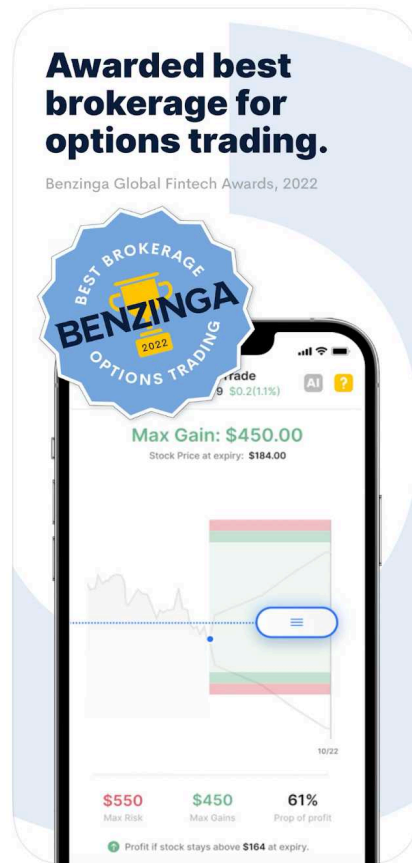 Awarded best
brokerage for
options trading.
Benzinga Global Fintech Awards, 2022
BEST BROKERAGE
BENZINGA
2022
OPTIONS TRADING
9 $0.2(1.1%)
AI
?
Max Gain: $450.00
Stock Price at expiry: $184.00
10/22
$550 $450 61%
Max Risk Max Gains Prop of profit
Profit if stock stays above $164 at expiry.